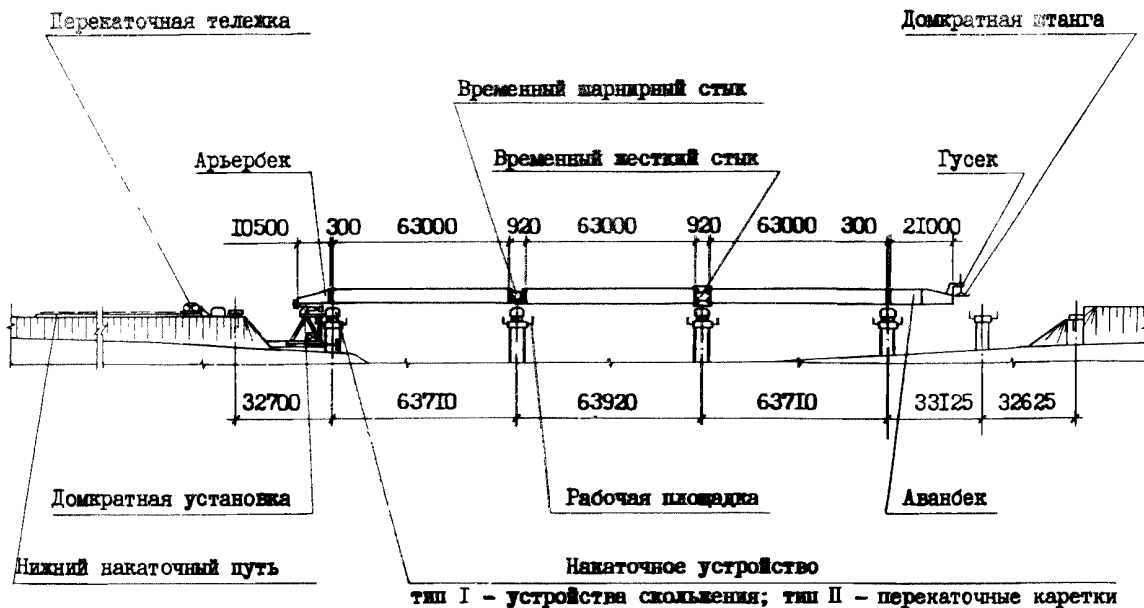 Перекаточная тележка
Домкратная штанга
Временный шарнирный стык
Арьербек
Временный жесткий стык
Гусек
10500 300 63000 920 63000 920 63000 300 21000
32700 63710 63920 63710 33125 32625
Домкратная установка
Рабочая площадка
Аванбек
Нижний накаточный путь
Накаточное устройство
тип I - устройства скольжения; тип II - перекаточные каретки